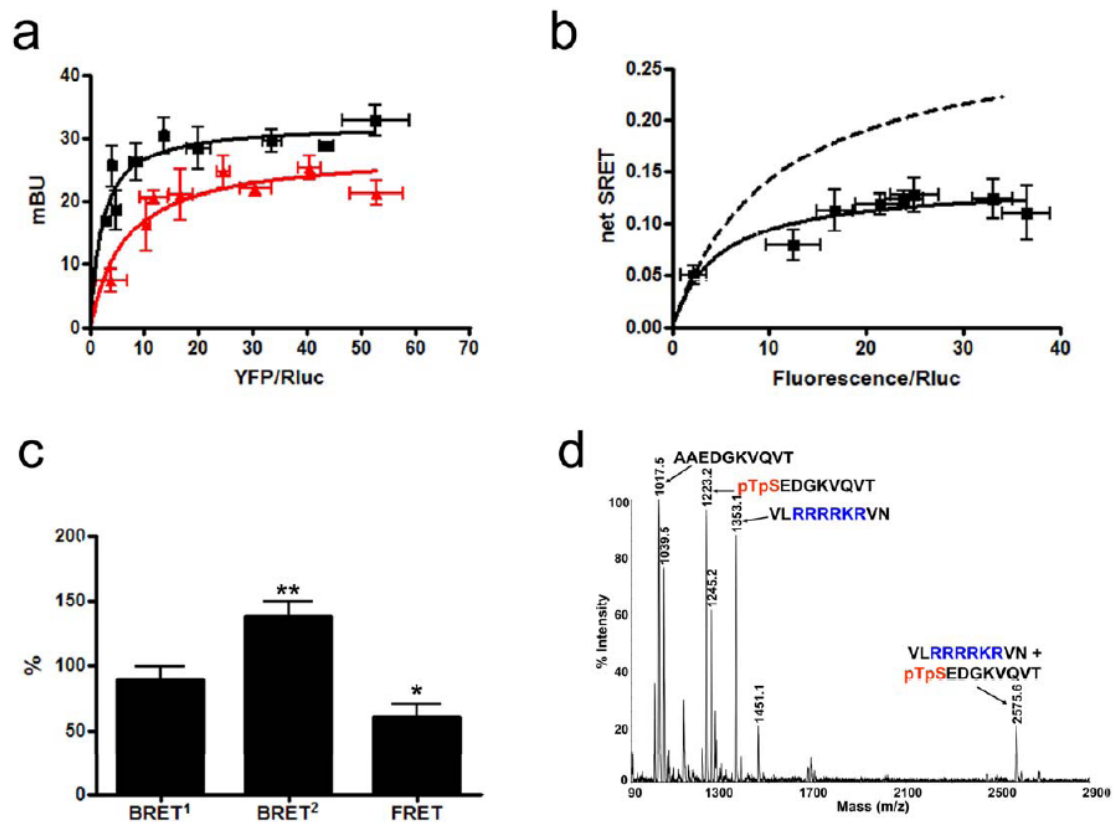 a
mBU
40
30
20
10
0
0 10 20 30 40 50 60 70
YFP/Rluc
b
net SRET
0.25
0.20
0.15
0.10
0.05
0.00
0 10 20 30 40
Fluorescence/Rluc
c
%
200
150
100
50
0
**
*
BRET¹ BRET² FRET
d
% Intensity
100
80
60
40
20
0
1017.5
AAEDGKVQVT
1039.5
1223.2
pTpSEDGKVQVT
1245.2
1353.1
VLRRRRKRVN
1451.1
VLRRRRKRVN +
pTpSEDGKVQVT
2575.6
90 1300 1700 2100 2500 2900
Mass (m/z)